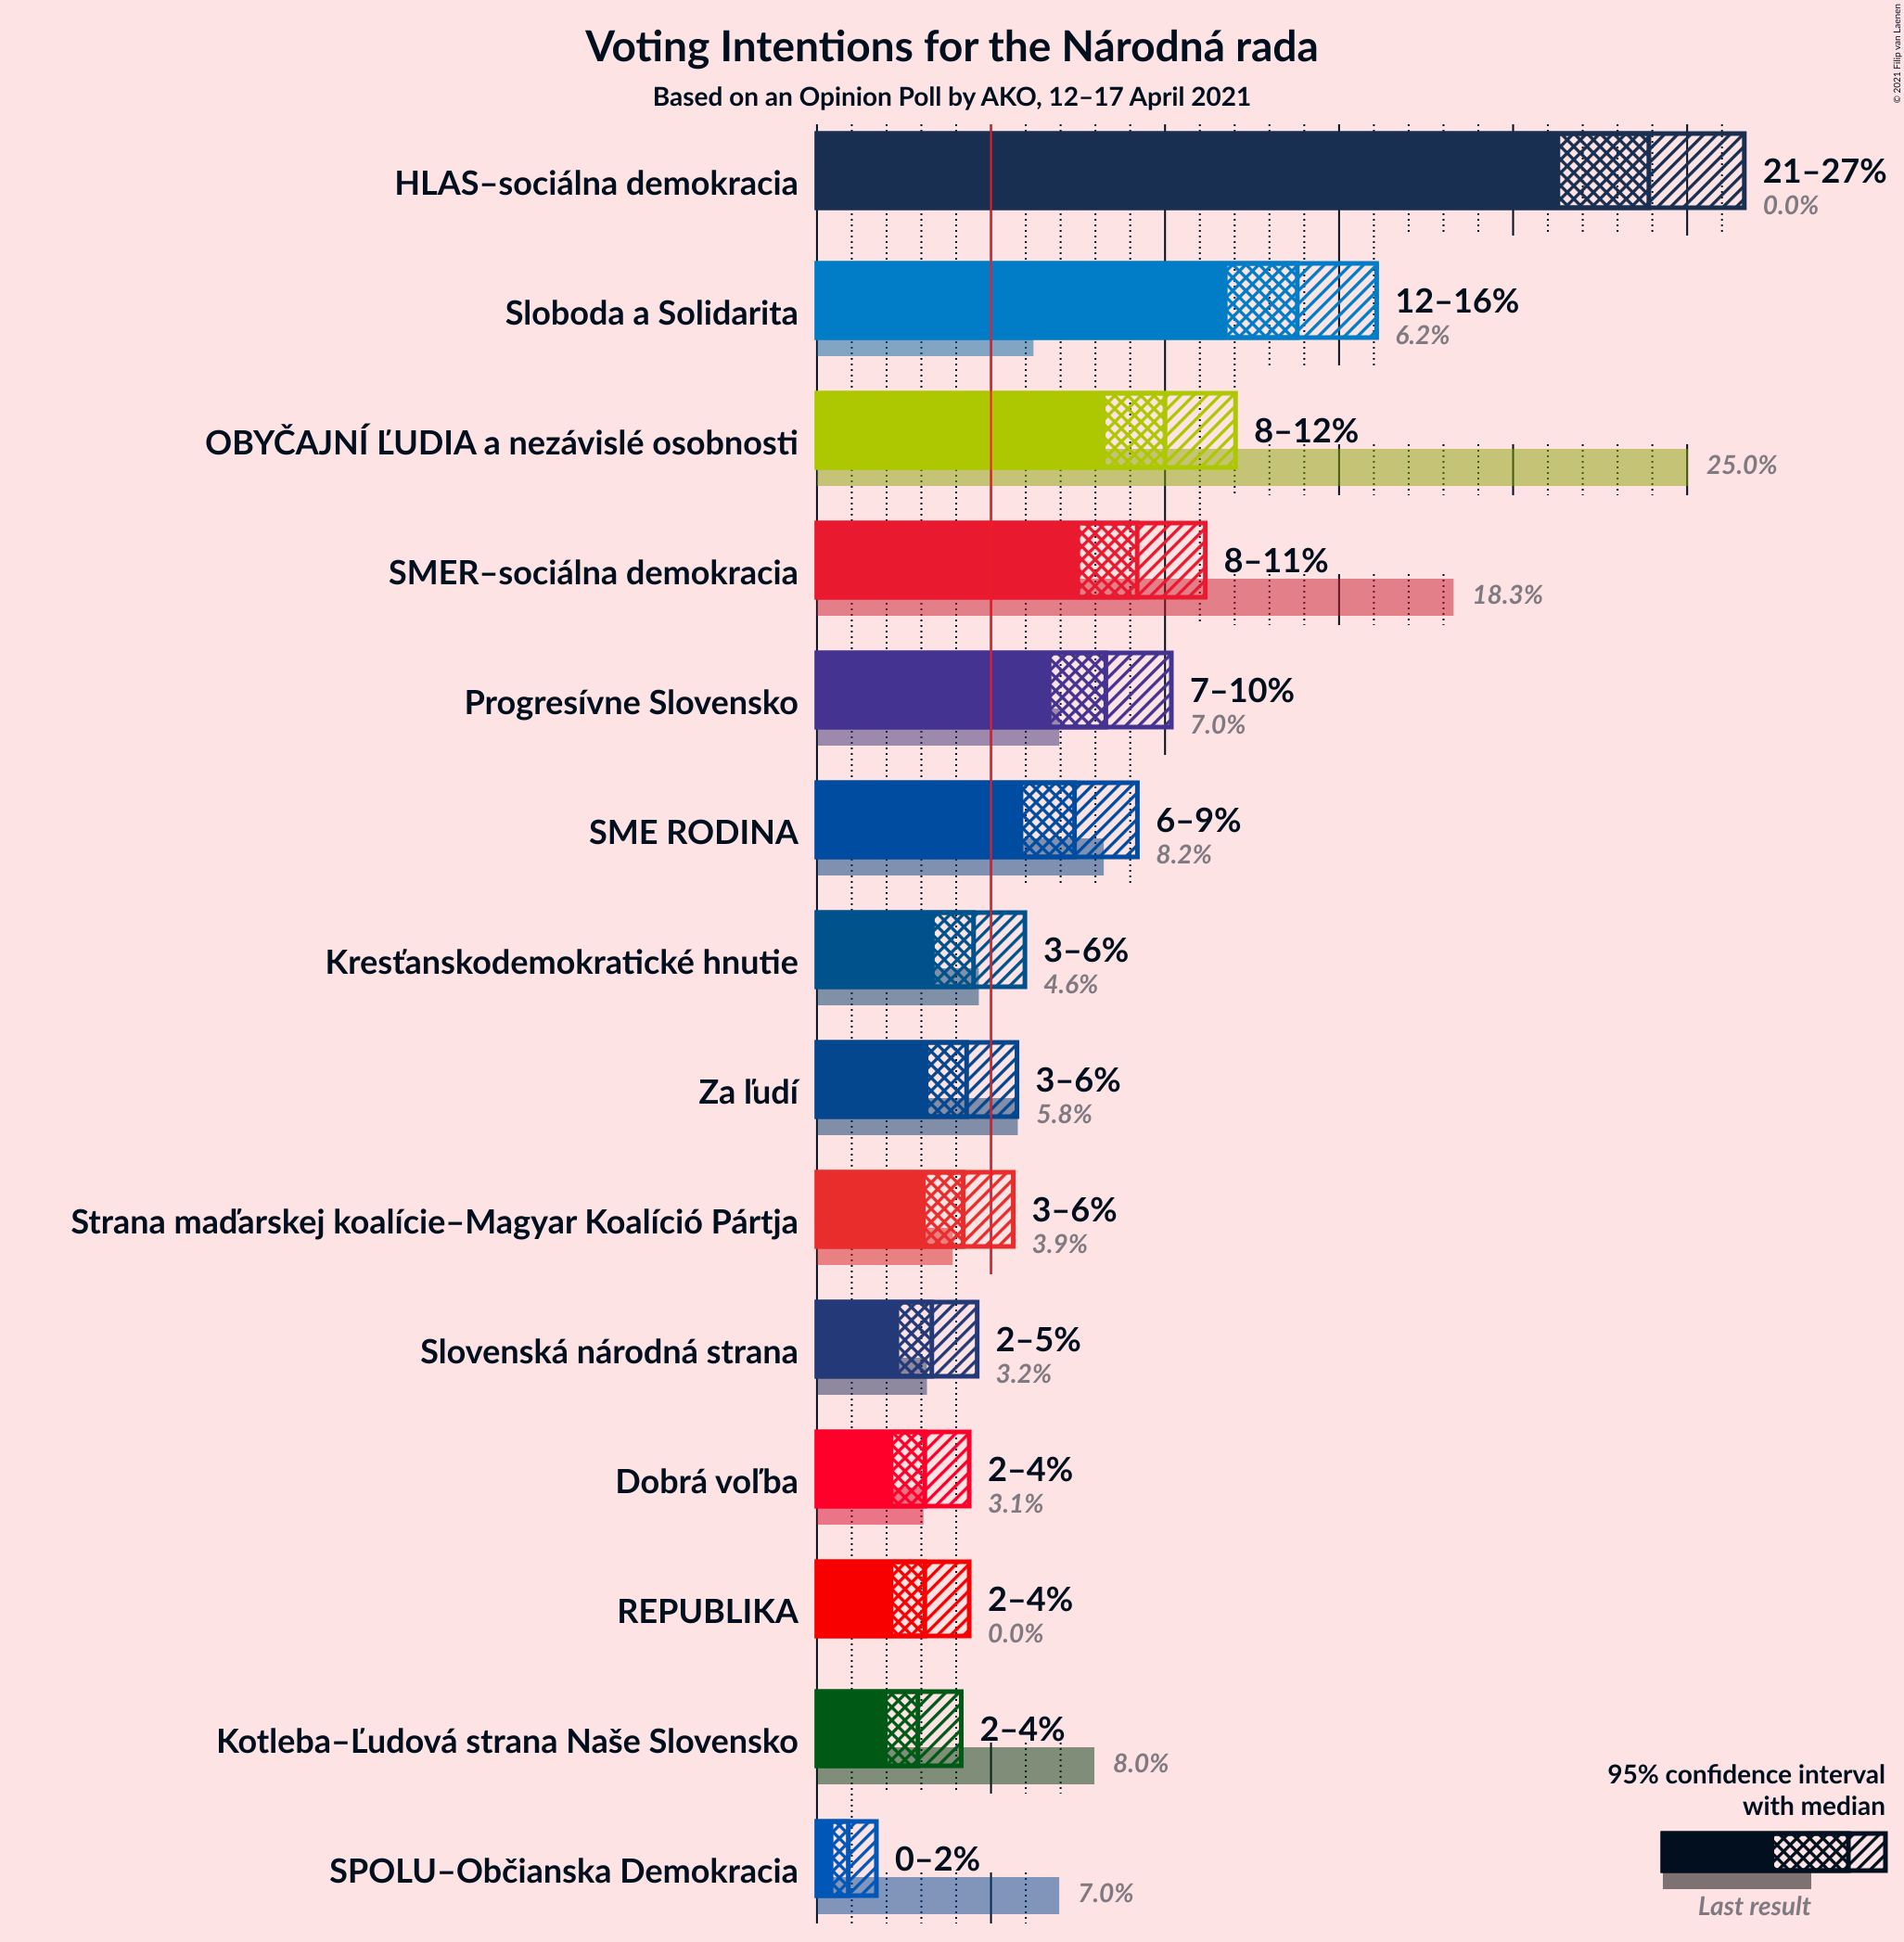 Voting Intentions for the Národná rada
Based on an Opinion Poll by AKO, 12–17 April 2021
© 2021 Filip van Laenen
HLAS–sociálna demokracia
21–27%
0.0%
Sloboda a Solidarita
12–16%
6.2%
OBYČAJNÍ ĽUDIA a nezávislé osobnosti
8–12%
25.0%
SMER–sociálna demokracia
8–11%
18.3%
Progresívne Slovensko
7–10%
7.0%
SME RODINA
6–9%
8.2%
Kresťanskodemokratické hnutie
3–6%
4.6%
Za ľudí
3–6%
5.8%
Strana maďarskej koalície–Magyar Koalíció Pártja
3–6%
3.9%
Slovenská národná strana
2–5%
3.2%
Dobrá voľba
2–4%
3.1%
REPUBLIKA
2–4%
0.0%
Kotleba–Ľudová strana Naše Slovensko
2–4%
8.0%
SPOLU–Občianska Demokracia
0–2%
7.0%
95% confidence interval
with median
Last result